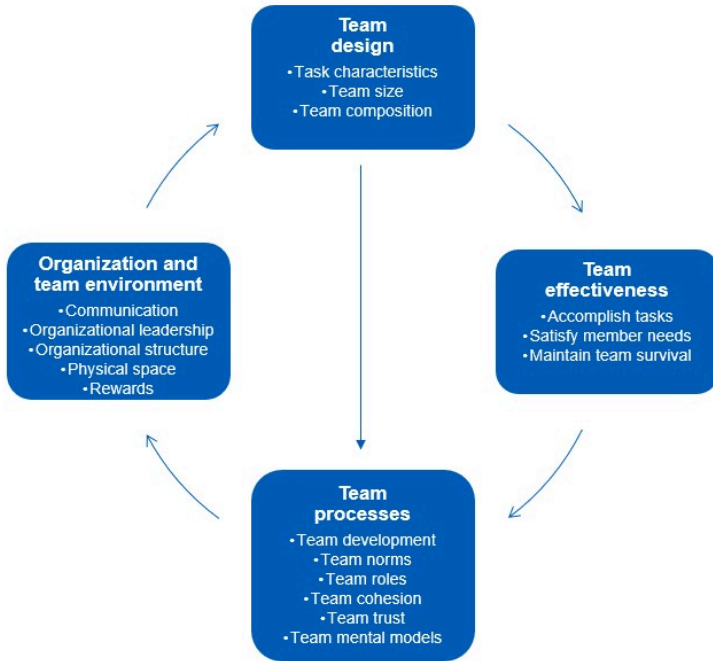 Team
design
•Task characteristics
•Team size
•Team composition
Organization and
team environment
•Communication
•Organizational leadership
•Organizational structure
•Physical space
•Rewards
Team
effectiveness
•Accomplish tasks
•Satisfy member needs
•Maintain team survival
Team
processes
•Team development
•Team norms
•Team roles
•Team cohesion
•Team trust
•Team mental models